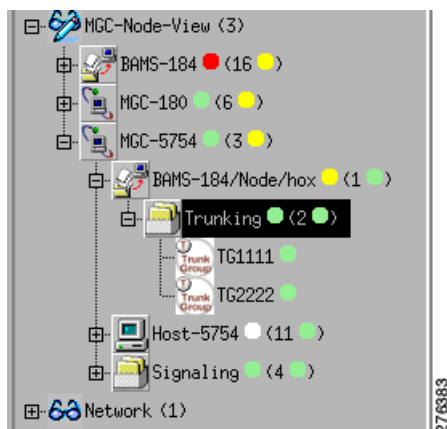 MGC-Node-View (3)
BAMS-184 (16 )
MGC-180 (6 )
MGC-5754 (3 )
BAMS-184/Node/hox (1 )
Trunking (2 )
T Trunk Group TG1111
T Trunk Group TG2222
Host-5754 (11 )
Signaling (4 )
Network (1)
276383